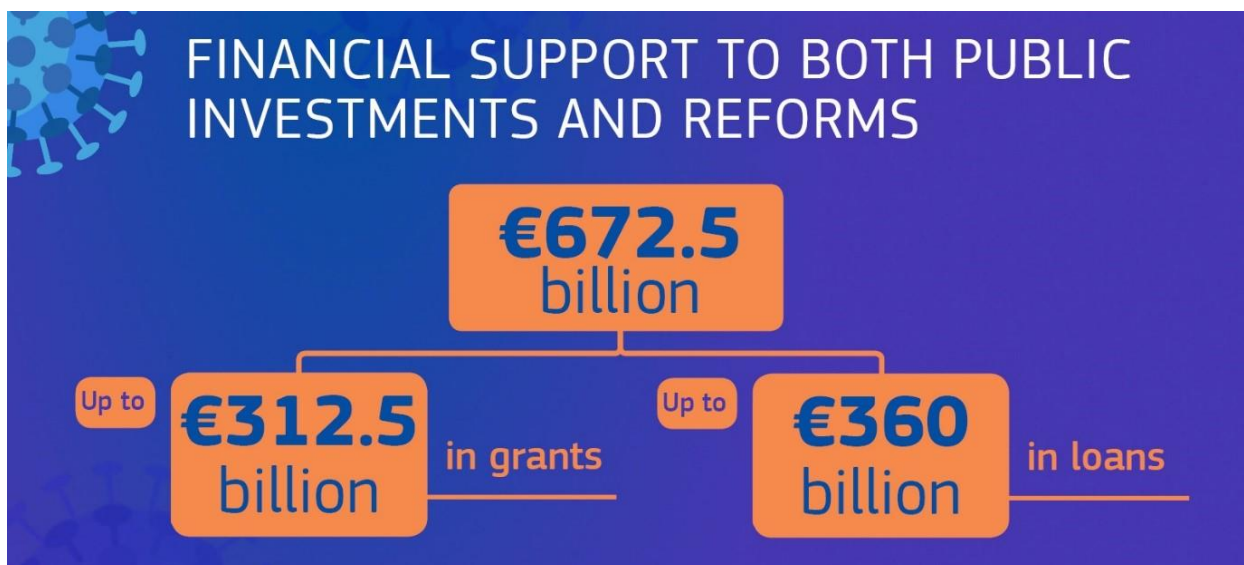 FINANCIAL SUPPORT TO BOTH PUBLIC
INVESTMENTS AND REFORMS
€672.5
billion
Up to
€312.5
billion
in grants
Up to
€360
billion
in loans